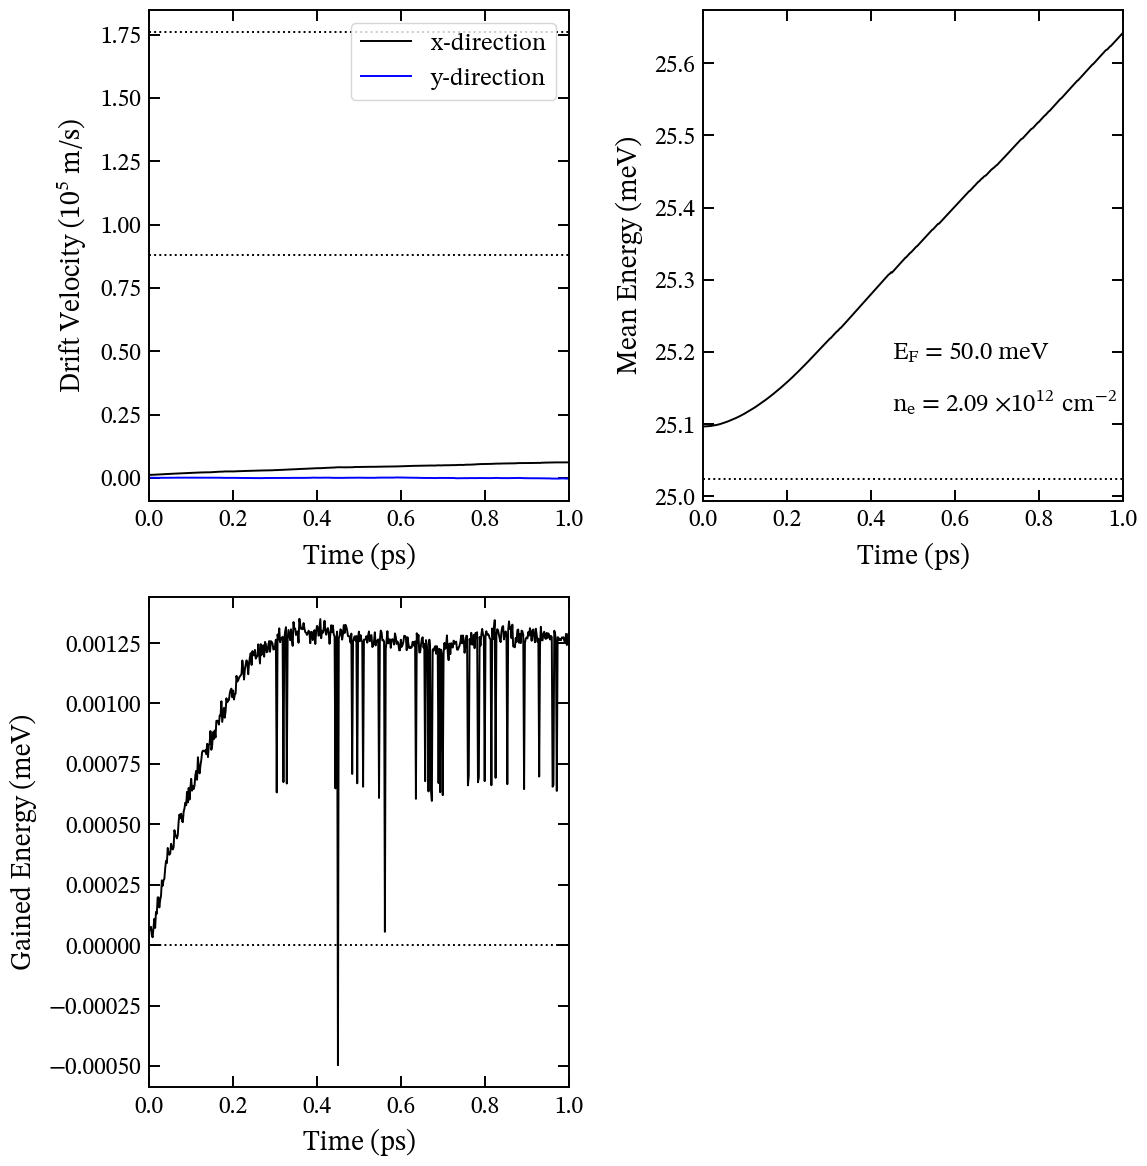 Drift Velocity (10⁵ m/s)
1.75
1.50
1.25
1.00
0.75
0.50
0.25
0.00
x-direction
y-direction
0.0 0.2 0.4 0.6 0.8 1.0
Time (ps)
Mean Energy (meV)
25.6
25.5
25.4
25.3
25.2
25.1
25.0
E_F = 50.0 meV
n_e = 2.09 ×10¹² cm⁻²
0.0 0.2 0.4 0.6 0.8 1.0
Time (ps)
Gained Energy (meV)
0.00125
0.00100
0.00075
0.00050
0.00025
0.00000
−0.00025
−0.00050
0.0 0.2 0.4 0.6 0.8 1.0
Time (ps)